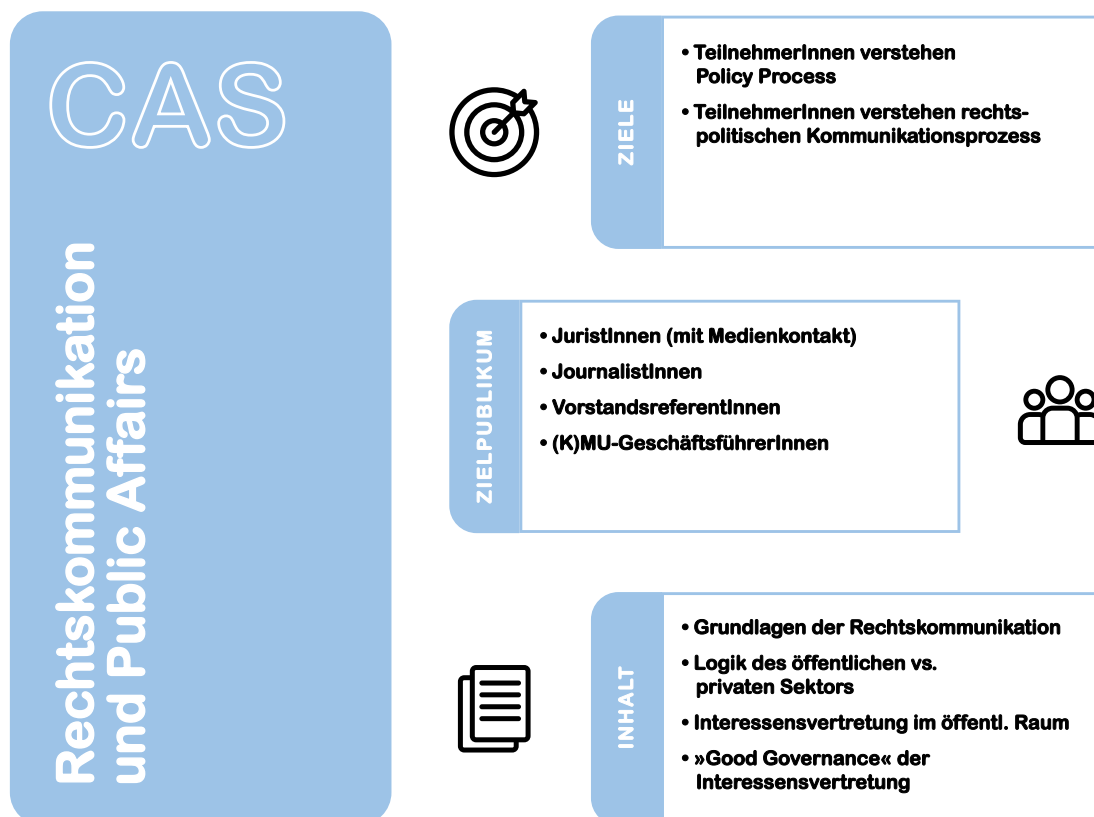 CAS
Rechtskommunikation
und Public Affairs
ZIELE
• TeilnehmerInnen verstehen
Policy Process
• TeilnehmerInnen verstehen rechts-
politischen Kommunikationsprozess
ZIELPUBLIKUM
• JuristInnen (mit Medienkontakt)
• JournalistInnen
• VorstandsreferentInnen
• (K)MU-GeschäftsführerInnen
INHALT
• Grundlagen der Rechtskommunikation
• Logik des öffentlichen vs.
privaten Sektors
• Interessensvertretung im öffentl. Raum
• »Good Governance« der
Interessensvertretung